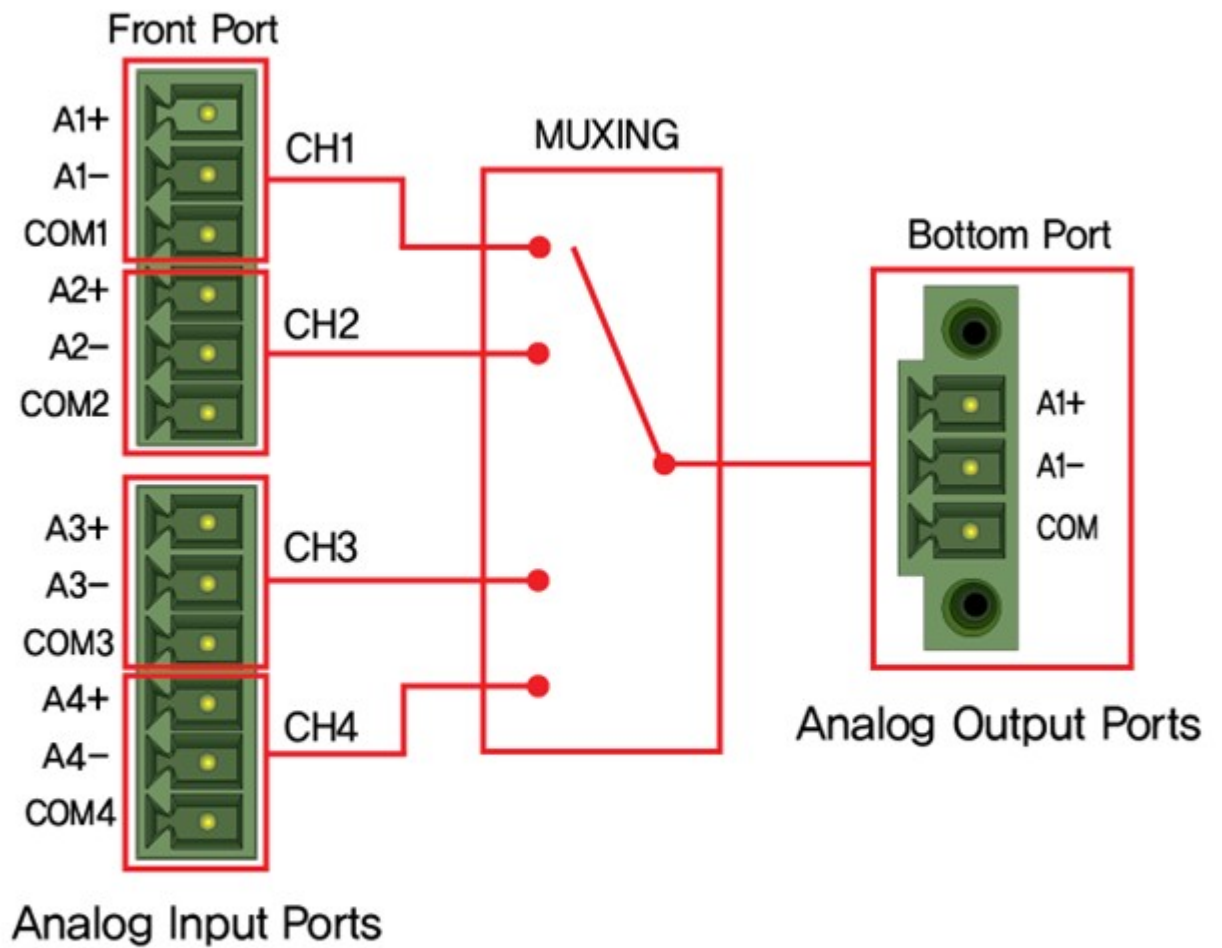 Front Port
A1+
A1-
COM1
A2+
A2-
COM2
A3+
A3-
COM3
A4+
A4-
COM4
Analog Input Ports
CH1
CH2
CH3
CH4
MUXING
Bottom Port
A1+
A1-
COM
Analog Output Ports